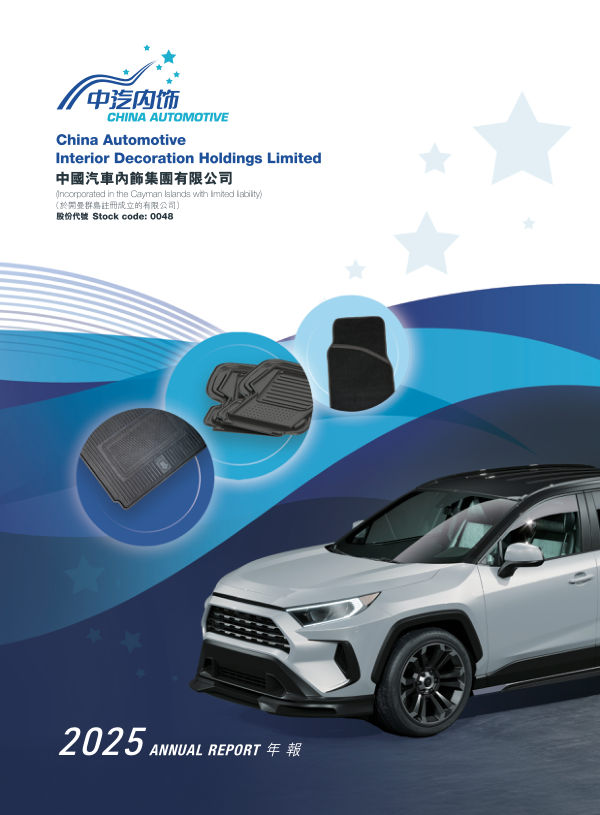 中汽内饰
CHINA AUTOMOTIVE
China Automotive
Interior Decoration Holdings Limited
中國汽車內飾集團有限公司
(Incorporated in the Cayman Islands with limited liability)
(於開曼群島註冊成立的有限公司)
股份代號 Stock code: 0048
2025 ANNUAL REPORT 年報